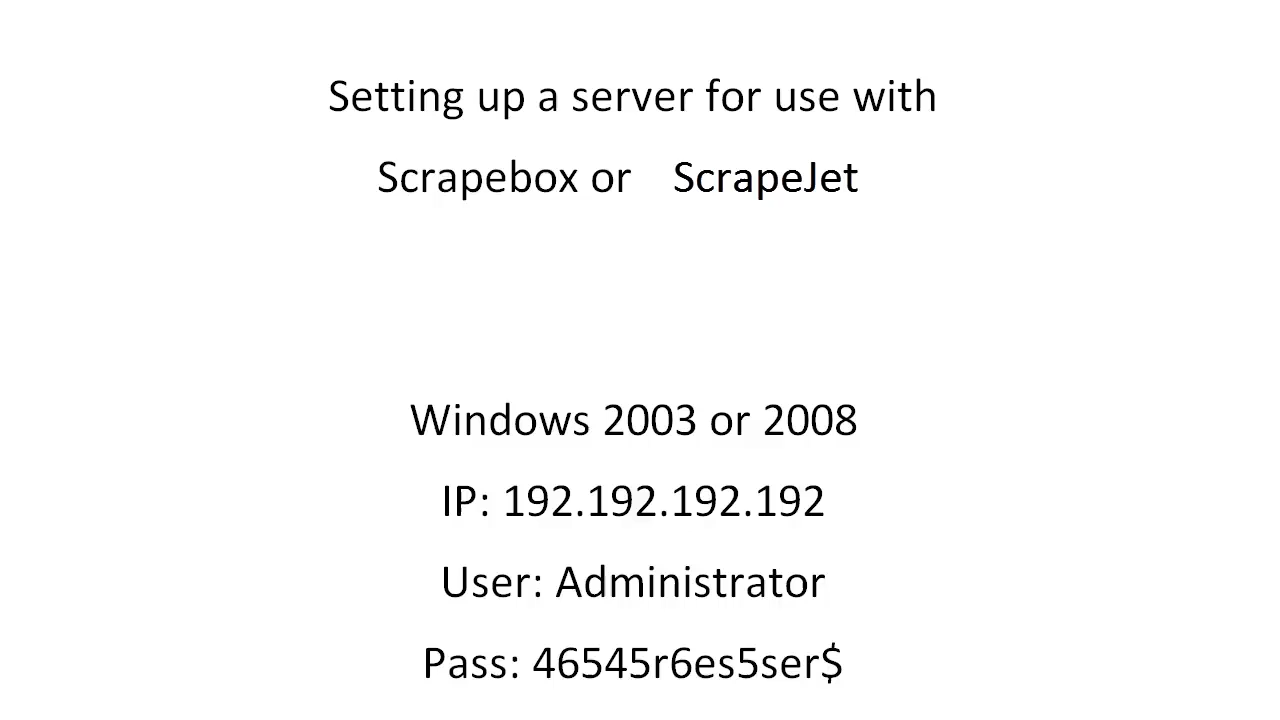 Setting up a server for use with
Scrapebox or ScrapeJet
Windows 2003 or 2008
IP: 192.192.192.192
User: Administrator
Pass: 46545r6es5ser$